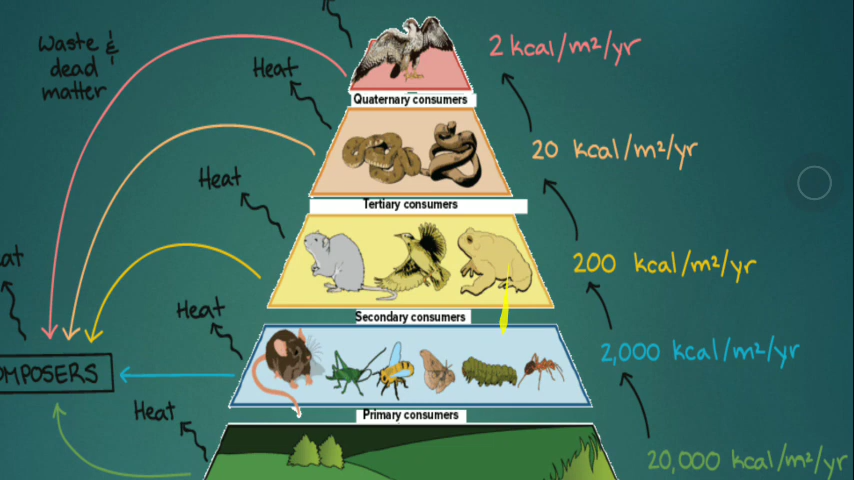 Waste &
dead
matter
2 kcal/m²/yr
Heat
Quaternary consumers
20 kcal/m²/yr
Heat
Tertiary consumers
200 kcal/m²/yr
Heat
Secondary consumers
2,000 kcal/m²/yr
OMPOSERS
Heat
Primary consumers
20,000 kcal/m²/yr